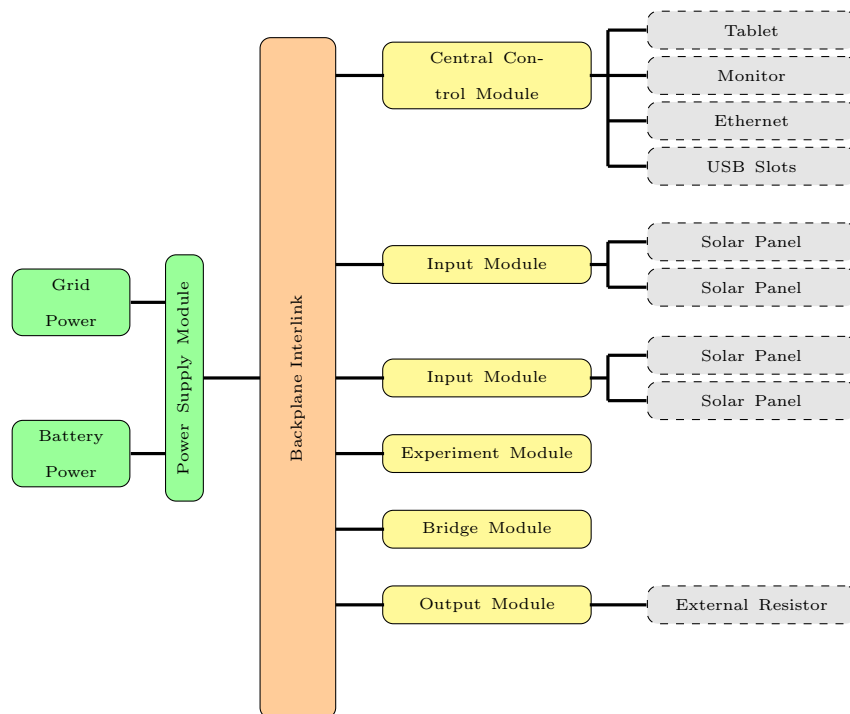 Grid
Power
Battery
Power
Power Supply Module
Backplane Interlink
Central Con-
trol Module
Tablet
Monitor
Ethernet
USB Slots
Input Module
Solar Panel
Solar Panel
Input Module
Solar Panel
Solar Panel
Experiment Module
Bridge Module
Output Module
External Resistor